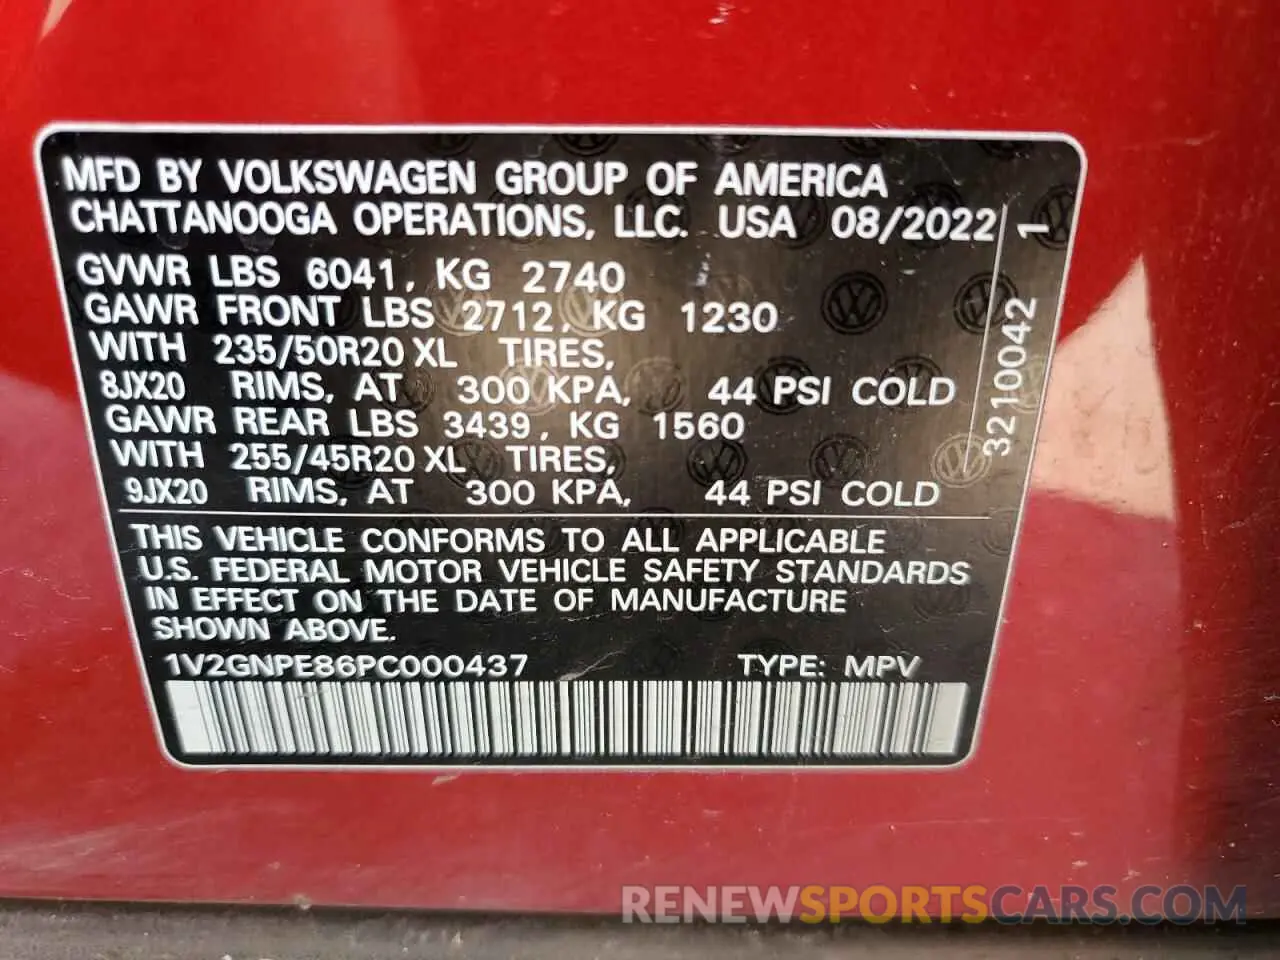 MFD BY VOLKSWAGEN GROUP OF AMERICA
CHATTANOOGA OPERATIONS, LLC. USA 08/2022
GVWR LBS 6041, KG 2740
GAWR FRONT LBS 2712, KG 1230
WITH 235/50R20 XL TIRES,
8JX20 RIMS, AT 300 KPA, 44 PSI COLD
GAWR REAR LBS 3439, KG 1560
WITH 255/45R20 XL TIRES,
9JX20 RIMS, AT 300 KPA, 44 PSI COLD
3210042 1
THIS VEHICLE CONFORMS TO ALL APPLICABLE
U.S. FEDERAL MOTOR VEHICLE SAFETY STANDARDS
IN EFFECT ON THE DATE OF MANUFACTURE
SHOWN ABOVE.
1V2GNPE86PC000437 TYPE: MPV
RENEWSPORTSCARS.COM